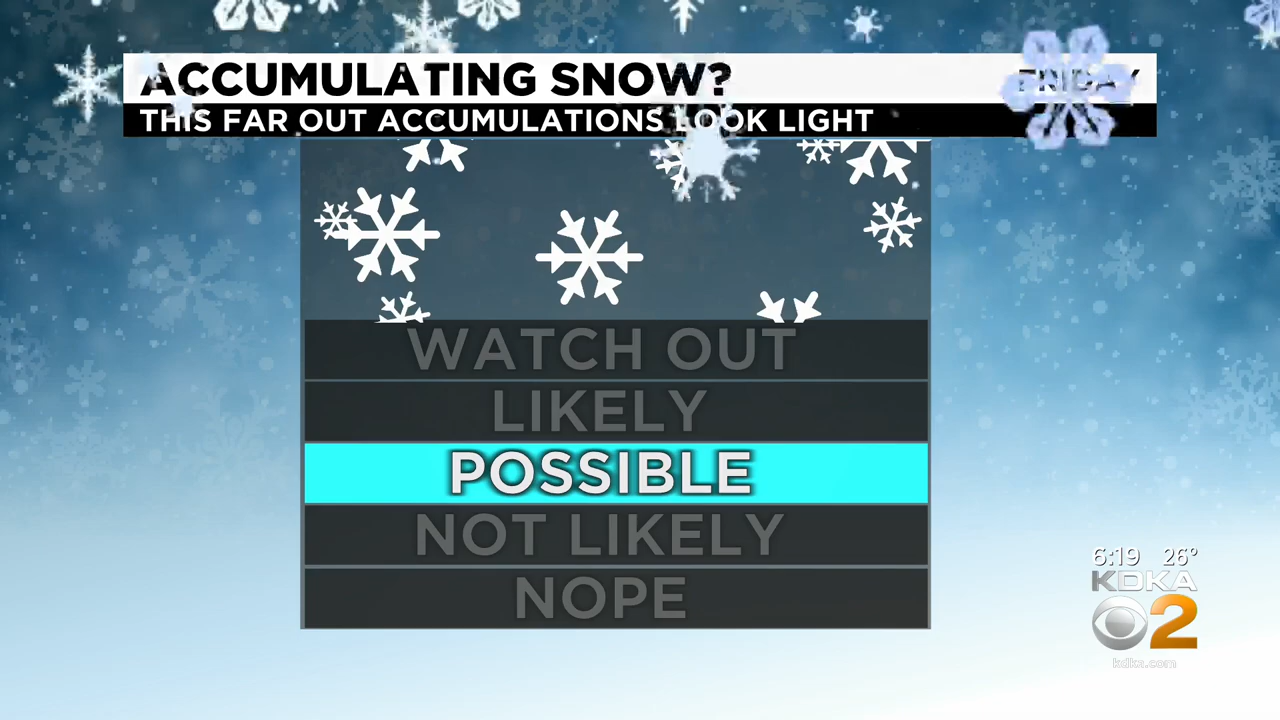 ACCUMULATING SNOW?
FRIDAY
THIS FAR OUT ACCUMULATIONS LOOK LIGHT
WATCH OUT
LIKELY
POSSIBLE
NOT LIKELY
NOPE
6:19 26°
KDKA
2
kdka.com